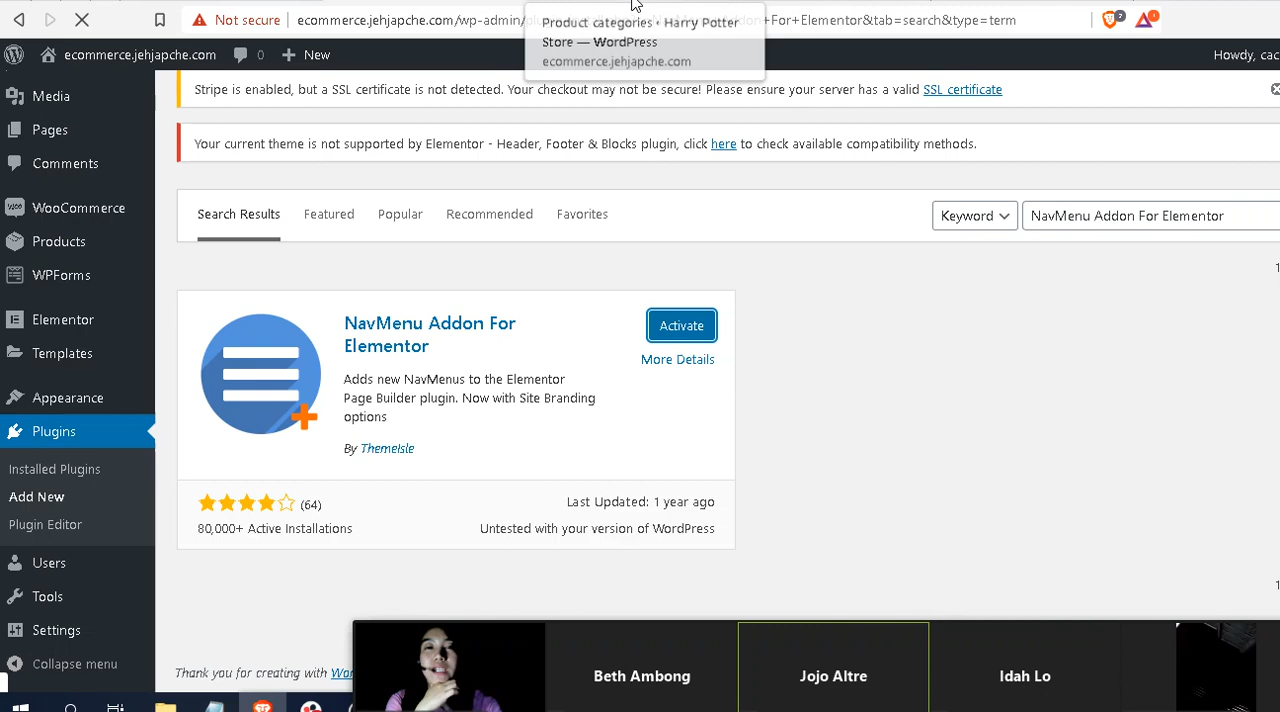 Not secure
ecommerce.jehjapche.com
For+Elementor&tab=search&type=term
2
1
Product categories ‹ Harry Potter
Store — WordPress
ecommerce.jehjapche.com
ecommerce.jehjapche.com
0
New
Howdy, cac
Media
Pages
Comments
WooCommerce
Products
WPForms
Elementor
Templates
Appearance
Plugins
Installed Plugins
Add New
Plugin Editor
Users
Tools
Settings
Collapse menu
Stripe is enabled, but a SSL certificate is not detected. Your checkout may not be secure! Please ensure your server has a valid SSL certificate
Your current theme is not supported by Elementor - Header, Footer & Blocks plugin, click here to check available compatibility methods.
Search Results
Featured
Popular
Recommended
Favorites
Keyword
NavMenu Addon For Elementor
1
NavMenu Addon For
Elementor
Activate
More Details
Adds new NavMenus to the Elementor
Page Builder plugin. Now with Site Branding
options
By ThemeIsle
(64)
Last Updated: 1 year ago
80,000+ Active Installations
Untested with your version of WordPress
1
Thank you for creating with
Beth Ambong
Jojo Altre
Idah Lo